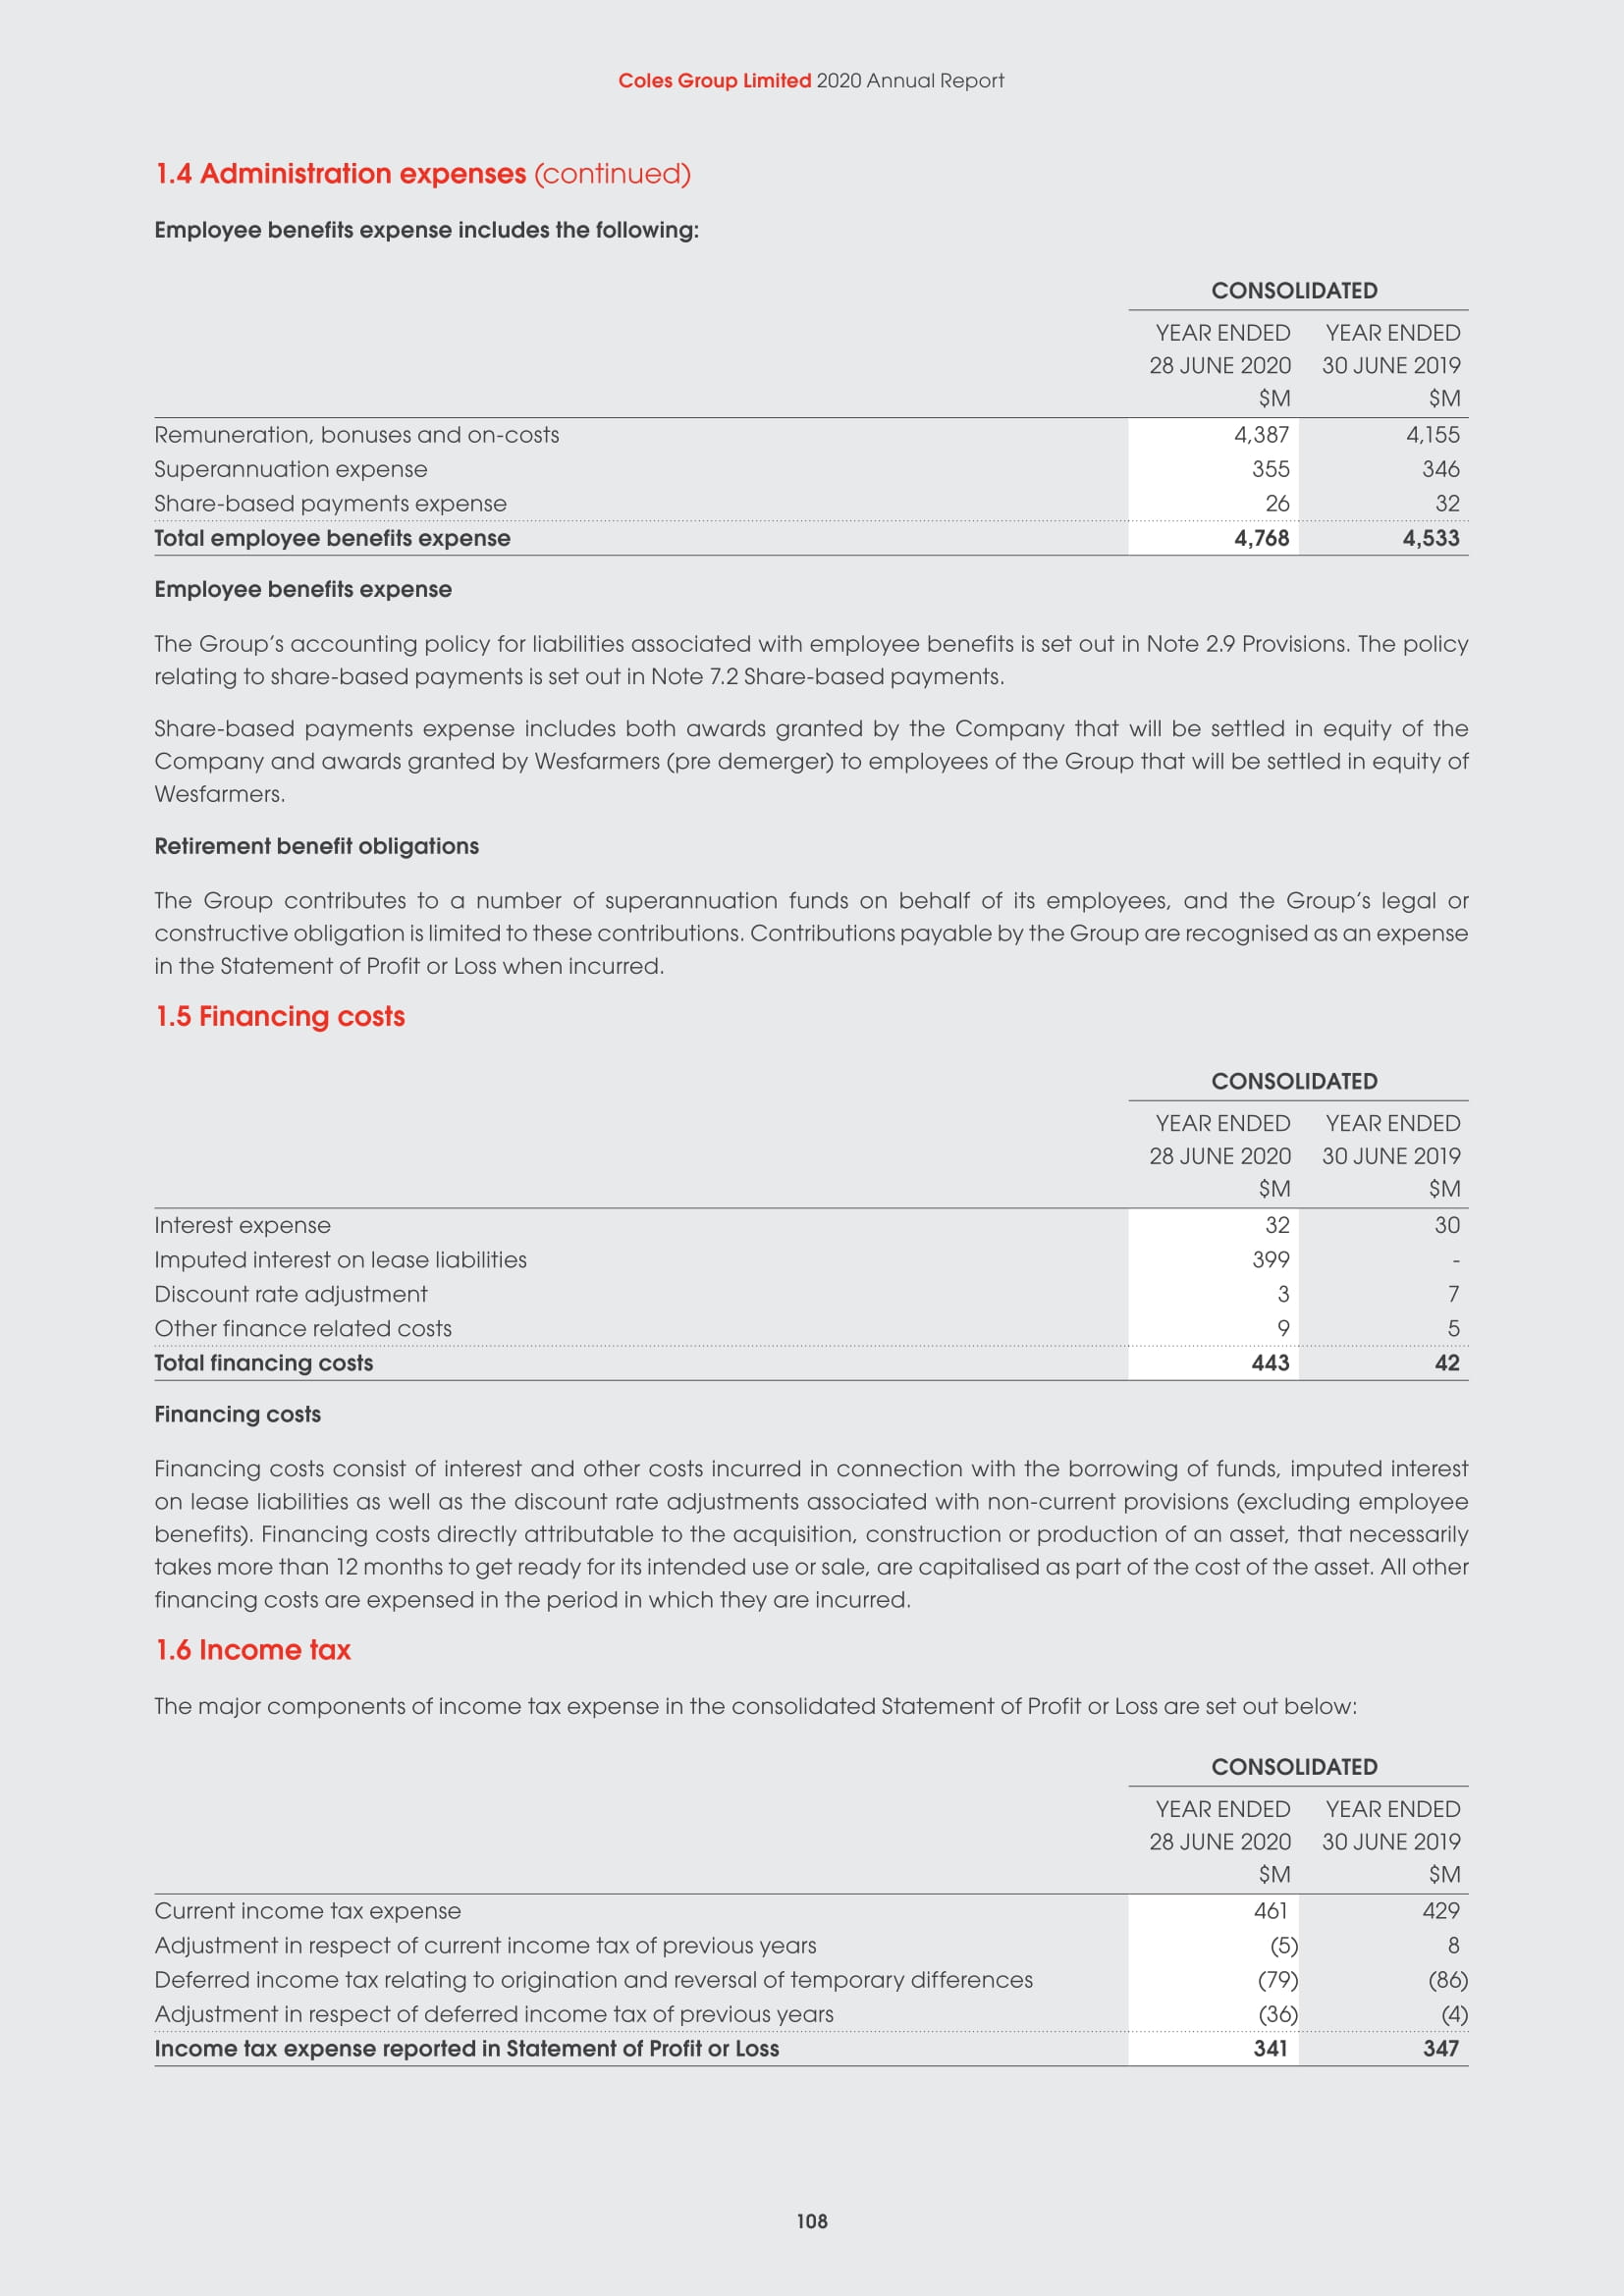 Coles Group Limited 2020 Annual Report
1.4 Administration expenses (continued)
Employee benefits expense includes the following:
CONSOLIDATED
YEAR ENDED YEAR ENDED
28 JUNE 2020 30 JUNE 2019
$M $M
Remuneration, bonuses and on-costs 4,387 4,155
Superannuation expense 355 346
Share-based payments expense 26 32
Total employee benefits expense 4,768 4,533
Employee benefits expense
The Group's accounting policy for liabilities associated with employee benefits is set out in Note 2.9 Provisions. The policy
relating to share-based payments is set out in Note 7.2 Share-based payments.
Share-based payments expense includes both awards granted by the Company that will be settled in equity of the
Company and awards granted by Wesfarmers (pre demerger) to employees of the Group that will be settled in equity of
Wesfarmers.
Retirement benefit obligations
The Group contributes to a number of superannuation funds on behalf of its employees, and the Group's legal or
constructive obligation is limited to these contributions. Contributions payable by the Group are recognised as an expense
in the Statement of Profit or Loss when incurred.
1.5 Financing costs
CONSOLIDATED
YEAR ENDED YEAR ENDED
28 JUNE 2020 30 JUNE 2019
$M $M
Interest expense 32 30
Imputed interest on lease liabilities 399 -
Discount rate adjustment 3 7
Other finance related costs 9 5
Total financing costs 443 42
Financing costs
Financing costs consist of interest and other costs incurred in connection with the borrowing of funds, imputed interest
on lease liabilities as well as the discount rate adjustments associated with non-current provisions (excluding employee
benefits). Financing costs directly attributable to the acquisition, construction or production of an asset, that necessarily
takes more than 12 months to get ready for its intended use or sale, are capitalised as part of the cost of the asset. All other
financing costs are expensed in the period in which they are incurred.
1.6 Income tax
The major components of income tax expense in the consolidated Statement of Profit or Loss are set out below:
CONSOLIDATED
YEAR ENDED YEAR ENDED
28 JUNE 2020 30 JUNE 2019
$M $M
Current income tax expense 461 429
Adjustment in respect of current income tax of previous years (5) 8
Deferred income tax relating to origination and reversal of temporary differences (79) (86)
Adjustment in respect of deferred income tax of previous years (36) (4)
Income tax expense reported in Statement of Profit or Loss 341 347
108